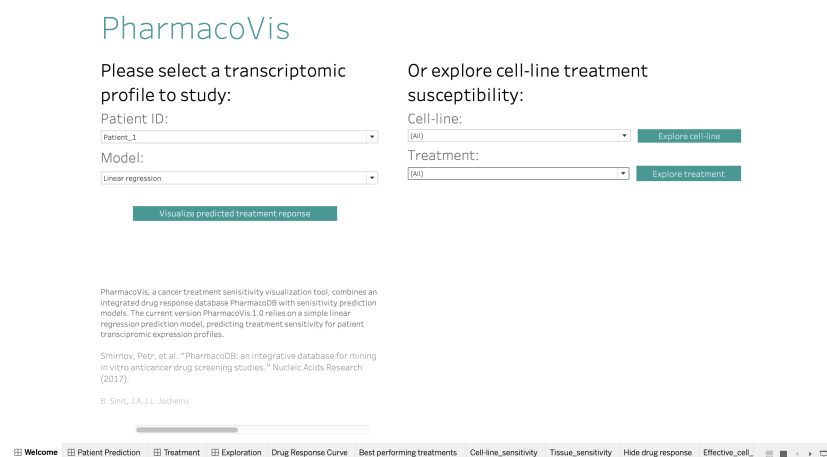 PharmacoVis
Please select a transcriptomic
profile to study:
Patient ID:
Patient_1
Model:
Linear regression
Visualize predicted treatment reponse
Or explore cell-line treatment
susceptibility:
Cell-line:
(All)
Explore cell-line
Treatment:
(All)
Explore treatment
PharmacoVis, a cancer treatment senisitivity visualization tool, combines an
integrated drug response database PharmacoDB with senisitivity prediction
models. The current version PharmacoVis 1.0 relies on a simple linear
regression prediction model, predicting treatment sensitivity for patient
transcipromic expression profiles.
Smirnov, Petr, et al. "PharmacoDB: an integrative database for mining
in vitro anticancer drug screening studies." Nucleic Acids Research
(2017).
B. Smit, J.A.J.L. Jochems
Welcome Patient Prediction Treatment Exploration Drug Response Curve Best performing treatments Cell-line_sensitivity Tissue_sensitivity Hide drug response Effective_cell_